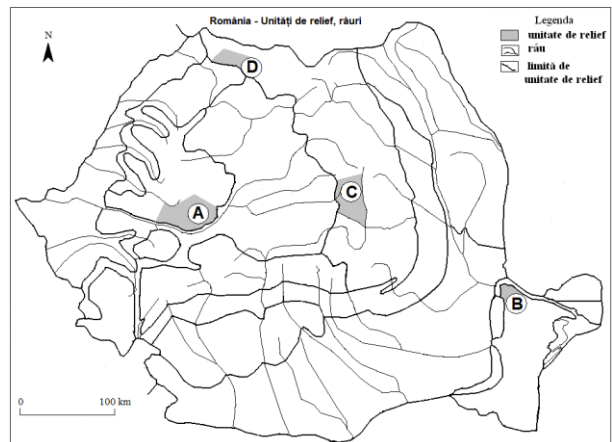 România - Unități de relief, râuri
Legenda
unitate de relief
râu
limită de
unitate de relief
N
D
C
A
B
0 100 km